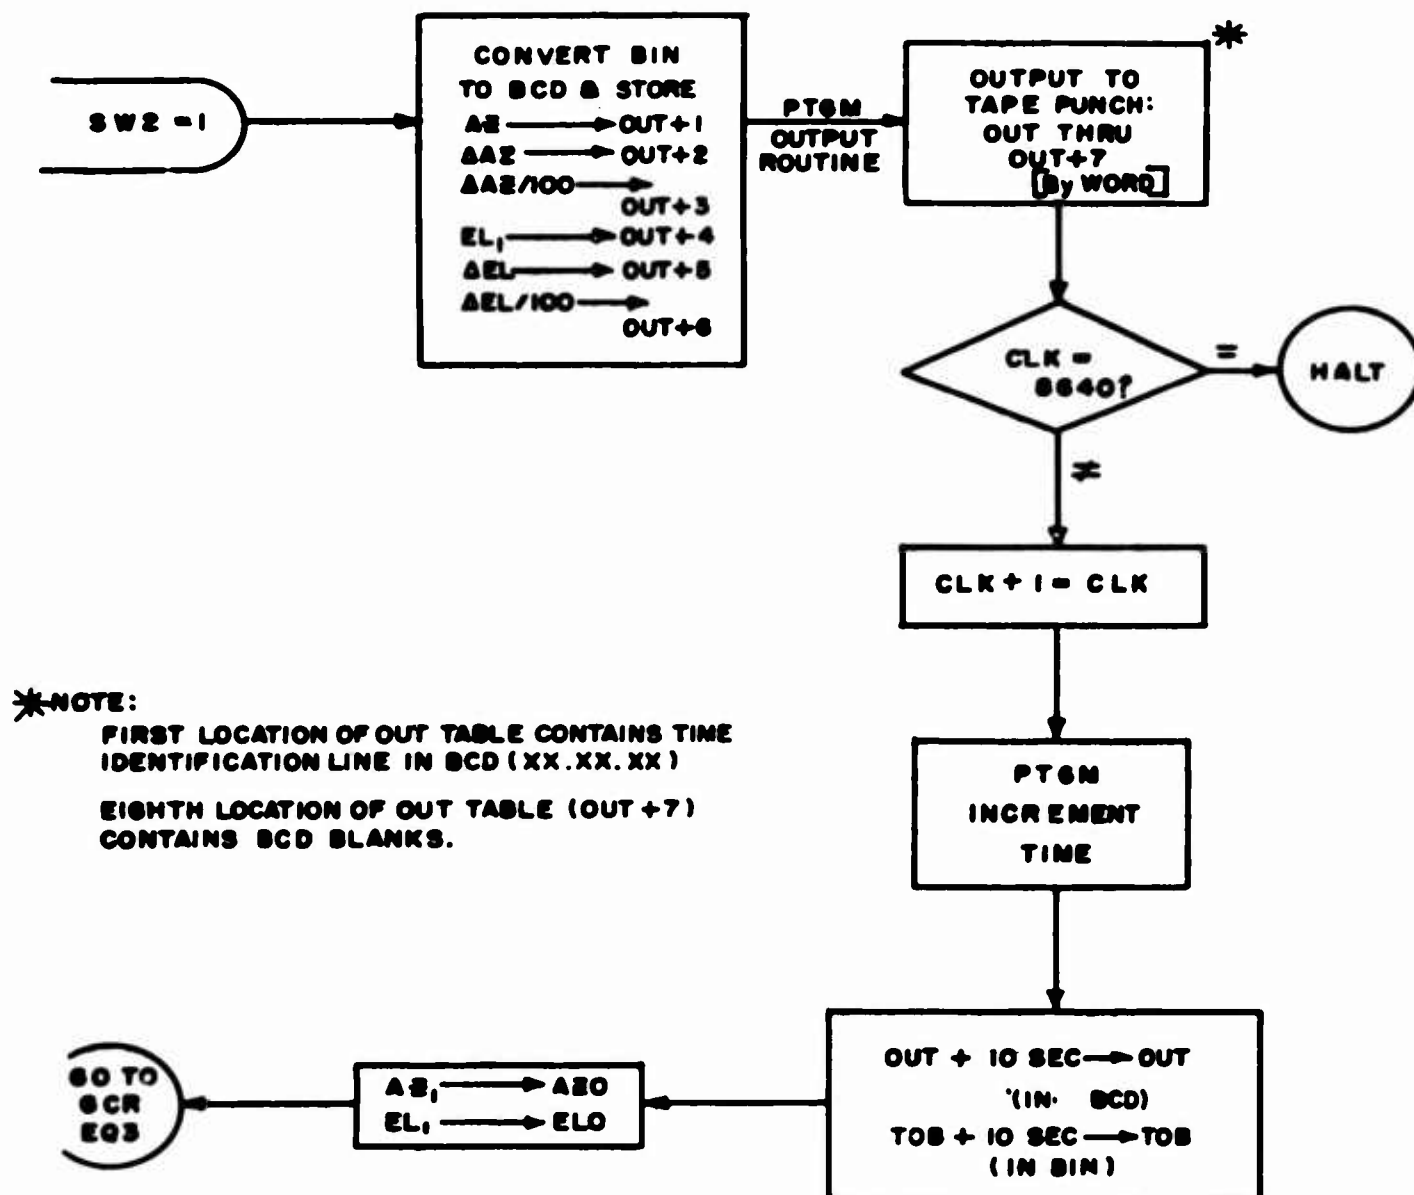 SW2 = 1
CONVERT BIN
TO BCD & STORE
AZ → OUT+1
ΔAZ → OUT+2
ΔAZ/100 →
OUT+3
EL₁ → OUT+4
ΔEL → OUT+5
ΔEL/100 →
OUT+6
PTGM
OUTPUT
ROUTINE
*
OUTPUT TO
TAPE PUNCH:
OUT THRU
OUT+7
[By WORD]
CLK =
8640?
=
HALT
≠
CLK + 1 = CLK
*NOTE:
FIRST LOCATION OF OUT TABLE CONTAINS TIME
IDENTIFICATION LINE IN BCD (XX.XX.XX)
EIGHTH LOCATION OF OUT TABLE (OUT+7)
CONTAINS BCD BLANKS.
PTGM
INCREMENT
TIME
OUT + 10 SEC → OUT
(IN BCD)
TOB + 10 SEC → TOB
(IN BIN)
AZ₁ → AZ0
EL₁ → EL0
GO TO
GCR
EQ3